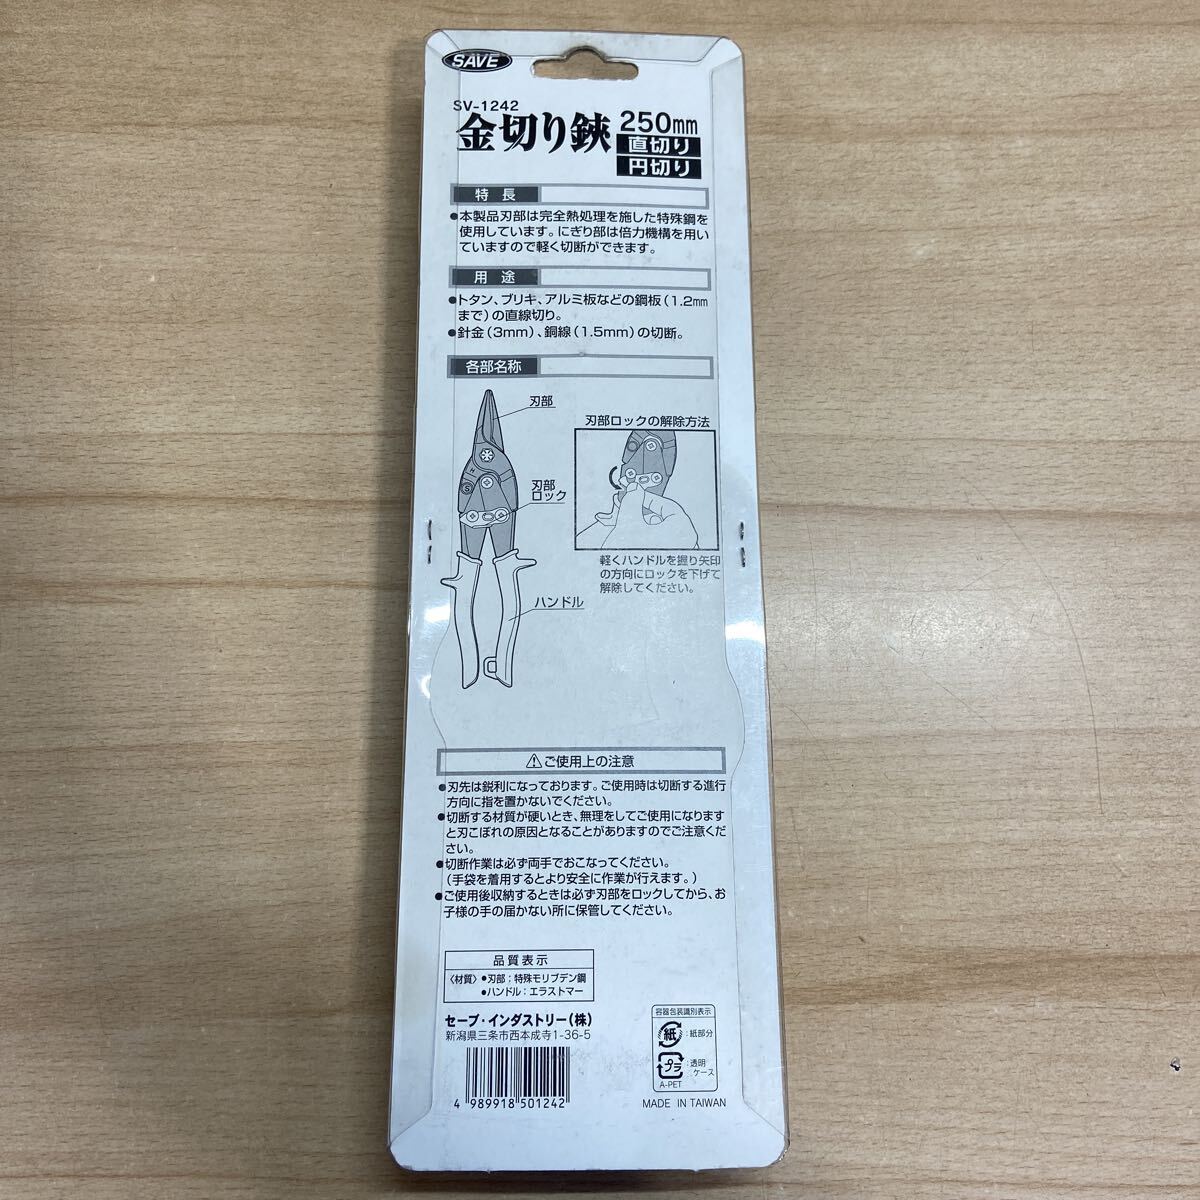 SAVE
SV-1242
金切り鋏 250mm
直切り
円切り
特長
●本製品刃部は完全熱処理を施した特殊鋼を
使用しています。にぎり部は倍力機構を用い
ていますので軽く切断ができます。
用途
●トタン、ブリキ、アルミ板などの鋼板(1.2mm
まで)の直線切り。
●針金(3mm)、銅線(1.5mm)の切断。
各部名称
刃部
刃部
ロック
ハンドル
刃部ロックの解除方法
軽くハンドルを握り矢印
の方向にロックを下げて
解除してください。
⚠ご使用上の注意
●刃先は鋭利になっております。ご使用時は切断する進行
方向に指を置かないでください。
●切断する材質が硬いとき、無理をしてご使用になります
と刃こぼれの原因となることがありますのでご注意くだ
さい。
●切断作業は必ず両手でおこなってください。
(手袋を着用するとより安全に作業が行えます。)
●ご使用後収納するときは必ず刃部をロックしてから、お
子様の手の届かない所に保管してください。
品質表示
〈材質〉●刃部:特殊モリブデン鋼
●ハンドル:エラストマー
セーブ・インダストリー(株)
新潟県三条市西本成寺1-36-5
4 989918 501242
容器包装識別表示
紙 :紙部分
プラ :透明
ケース
A-PET
MADE IN TAIWAN